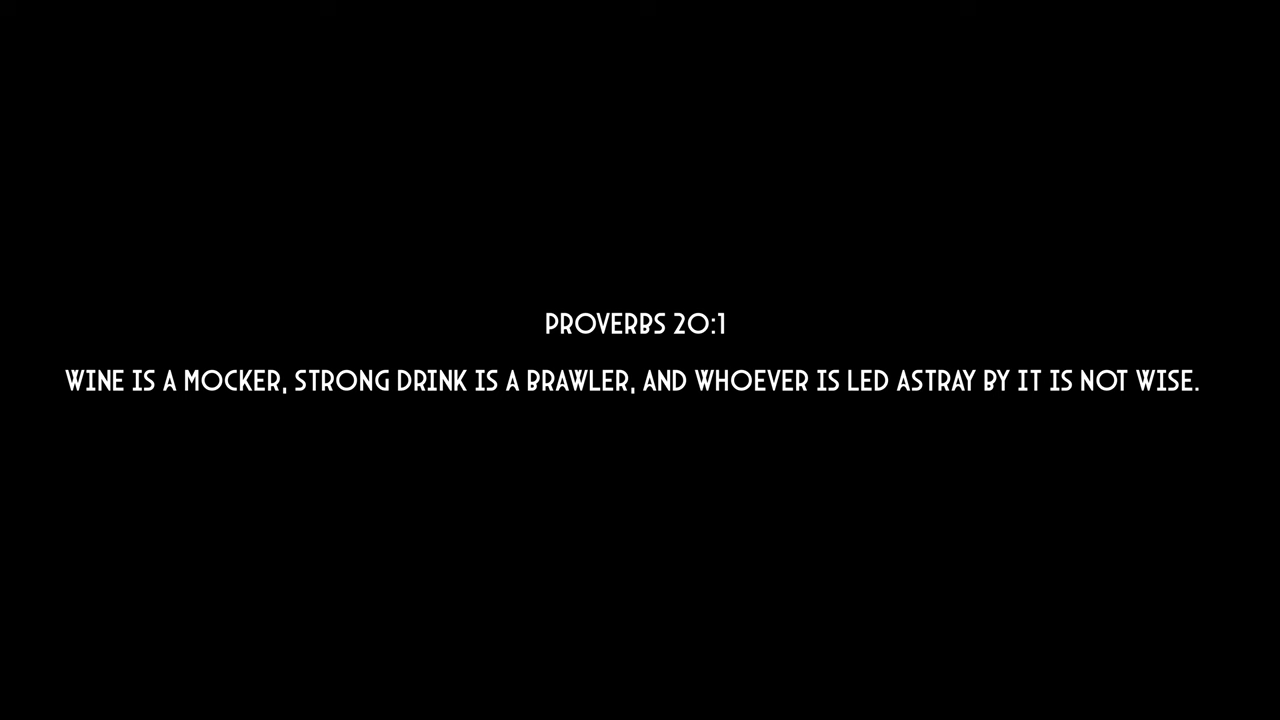 PROVERBS 20:1
WINE IS A MOCKER, STRONG DRINK IS A BRAWLER, AND WHOEVER IS LED ASTRAY BY IT IS NOT WISE.